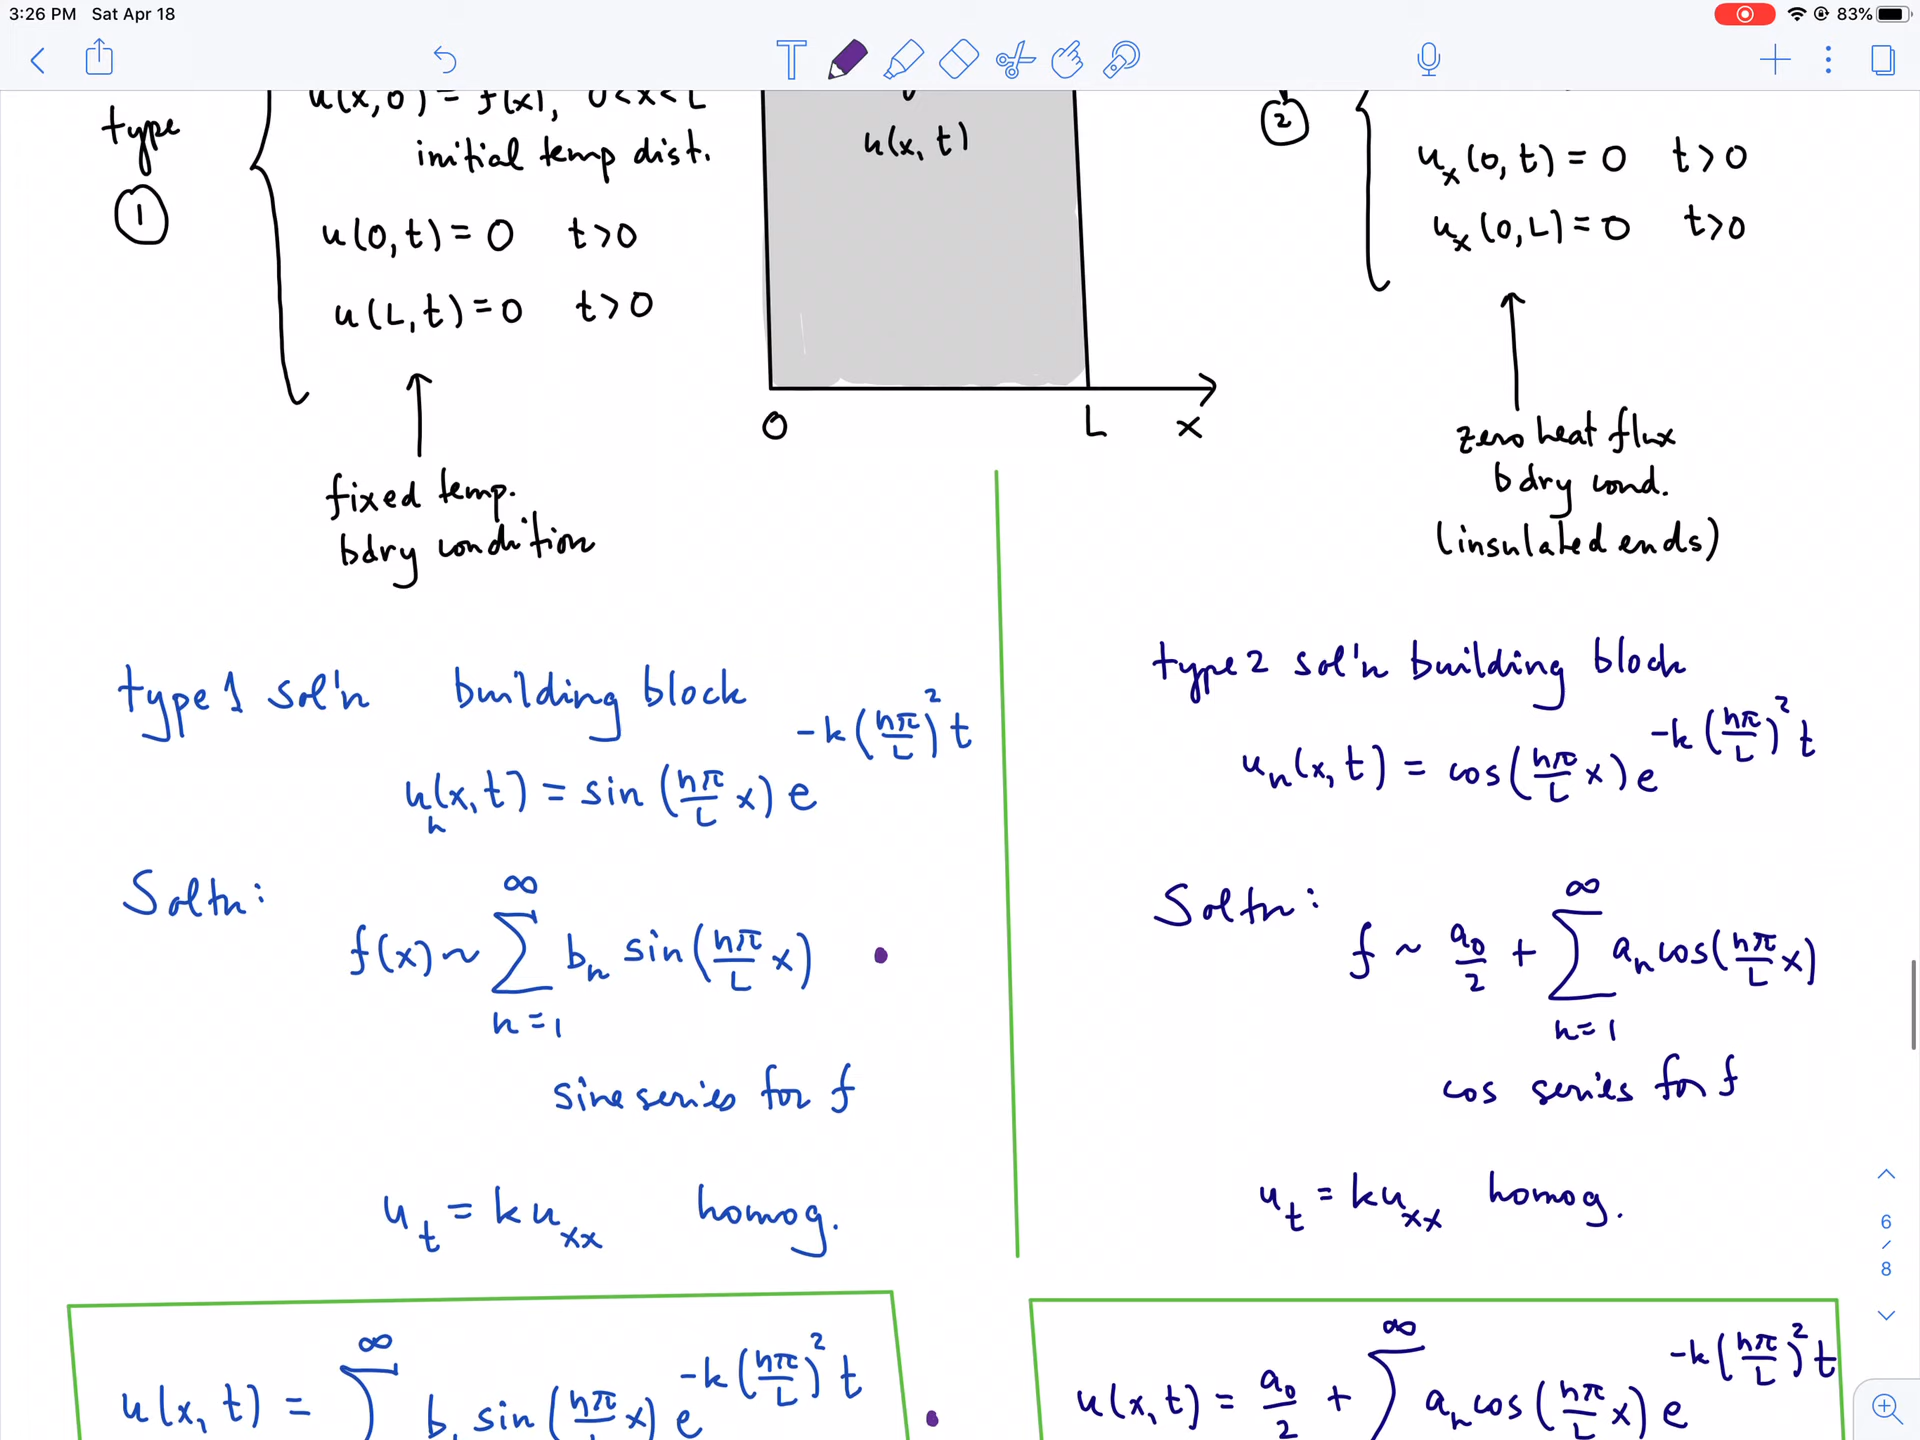 3:26 PM Sat Apr 18
83%
type
①
u(x,0) = f(x), 0<x<L
initial temp dist.
u(0,t) = 0 t>0
u(L,t) = 0 t>0
fixed temp.
bdry condition
u(x,t)
0 L x
②
u_x(0,t) = 0 t>0
u_x(0,L) = 0 t>0
zero heat flux
bdry cond.
(insulated ends)
type 1 sol'n building block
u_n(x,t) = sin(nπ/L x) e^{-k(nπ/L)^2 t}
Soltn:
f(x) ~ ∑_{n=1}^{∞} b_n sin(nπ/L x)
sine series for f
u_t = k u_xx homog.
u(x,t) = ∑^{∞} b_n sin(nπ/L x) e^{-k(nπ/L)^2 t}
type 2 sol'n building block
u_n(x,t) = cos(nπ/L x) e^{-k(nπ/L)^2 t}
Soltn:
f ~ a_0/2 + ∑_{n=1}^{∞} a_n cos(nπ/L x)
cos series for f
u_t = k u_xx homog.
u(x,t) = a_0/2 + ∑^{∞} a_n cos(nπ/L x) e^{-k(nπ/L)^2 t}
6
/
8